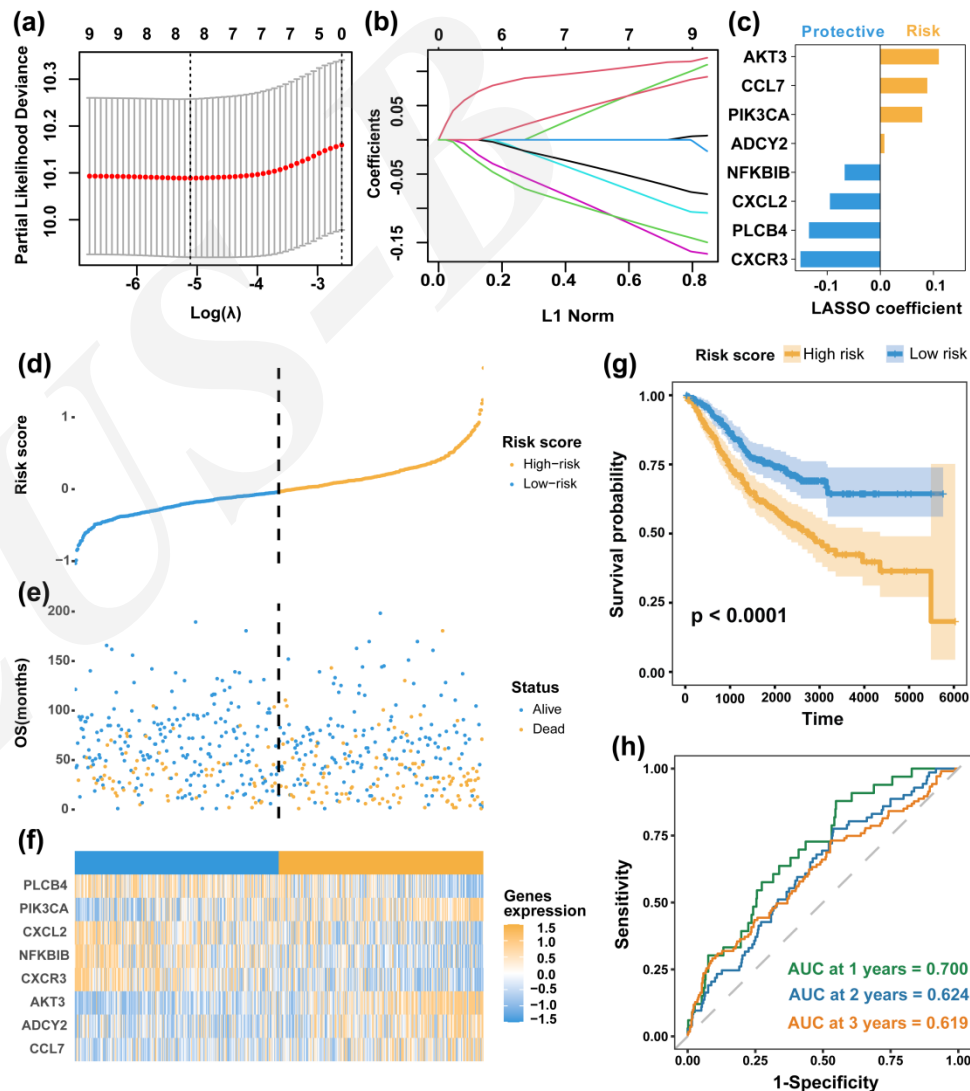 (a)
9 9 8 8 8 7 7 7 5 0
Partial Likelihood Deviance
10.3
10.2
10.1
10.0
-6 -5 -4 -3
Log(λ)
(b)
0 6 7 7 9
Coefficients
0.05
-0.05
-0.15
0.0 0.2 0.4 0.6 0.8
L1 Norm
(c)
Protective Risk
AKT3
CCL7
PIK3CA
ADCY2
NFKBIB
CXCL2
PLCB4
CXCR3
-0.1 0.0 0.1
LASSO coefficient
(d)
Risk score
1
0
−1
Risk score
High−risk
Low−risk
(e)
OS(months)
200
150
100
50
0
Status
Alive
Dead
(f)
PLCB4
PIK3CA
CXCL2
NFKBIB
CXCR3
AKT3
ADCY2
CCL7
Genes
expression
1.5
1.0
0.5
0.0
−0.5
−1.0
−1.5
(g)
Risk score High risk Low risk
Survival probability
1.00
0.75
0.50
0.25
0.00
p < 0.0001
0 1000 2000 3000 4000 5000 6000
Time
(h)
Sensitivity
1.00
0.75
0.50
0.25
0.00
AUC at 1 years = 0.700
AUC at 2 years = 0.624
AUC at 3 years = 0.619
0.00 0.25 0.50 0.75 1.00
1-Specificity